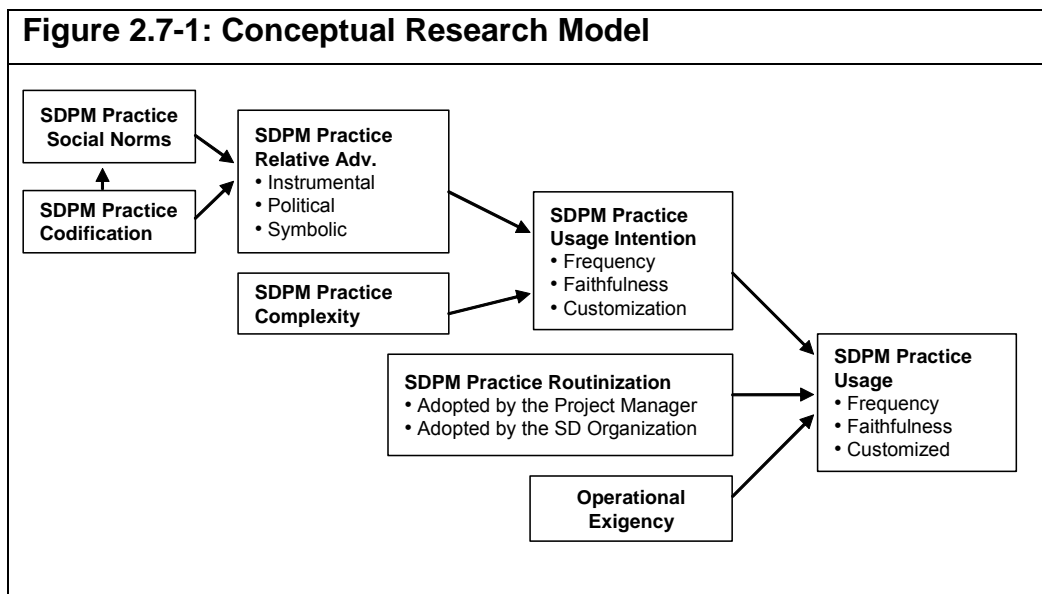 Figure 2.7-1: Conceptual Research Model
SDPM Practice
Social Norms
SDPM Practice
Codification
SDPM Practice
Relative Adv.
• Instrumental
• Political
• Symbolic
SDPM Practice
Complexity
SDPM Practice
Usage Intention
• Frequency
• Faithfulness
• Customization
SDPM Practice Routinization
• Adopted by the Project Manager
• Adopted by the SD Organization
Operational
Exigency
SDPM Practice
Usage
• Frequency
• Faithfulness
• Customized